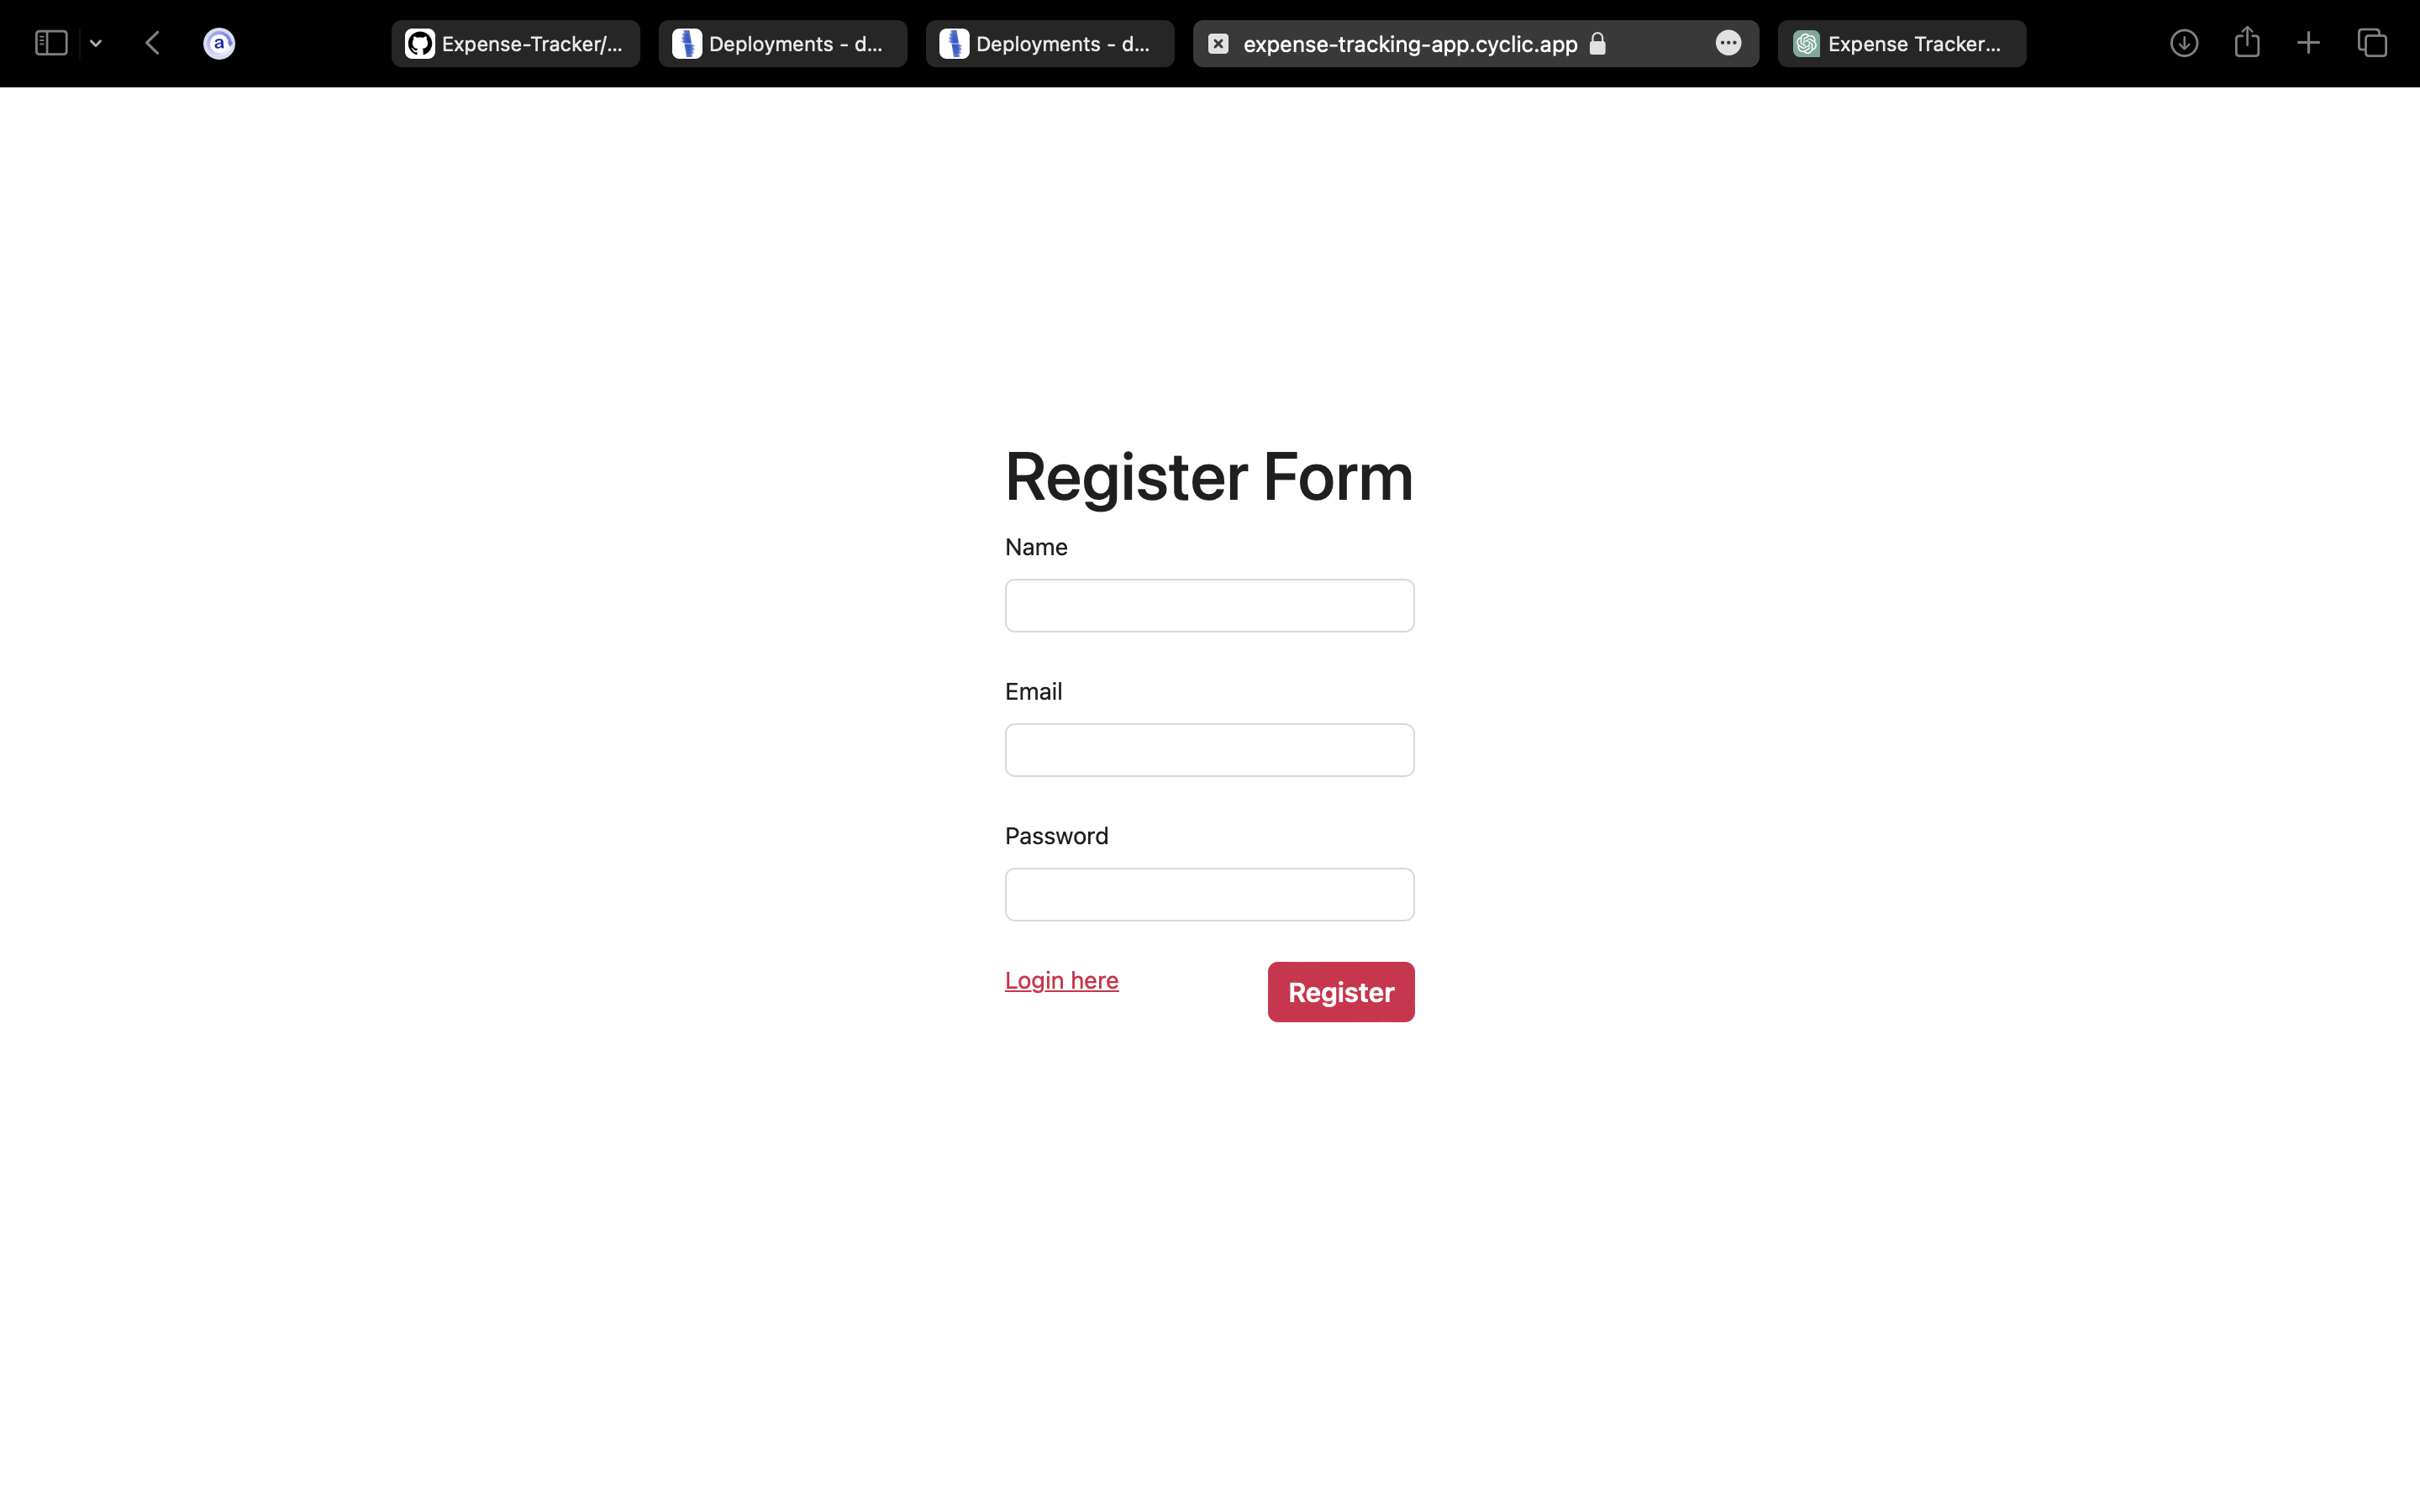 a Expense-Tracker/... Deployments - d... Deployments - d... expense-tracking-app.cyclic.app Expense Tracker...
Register Form
Name
Email
Password
Login here Register